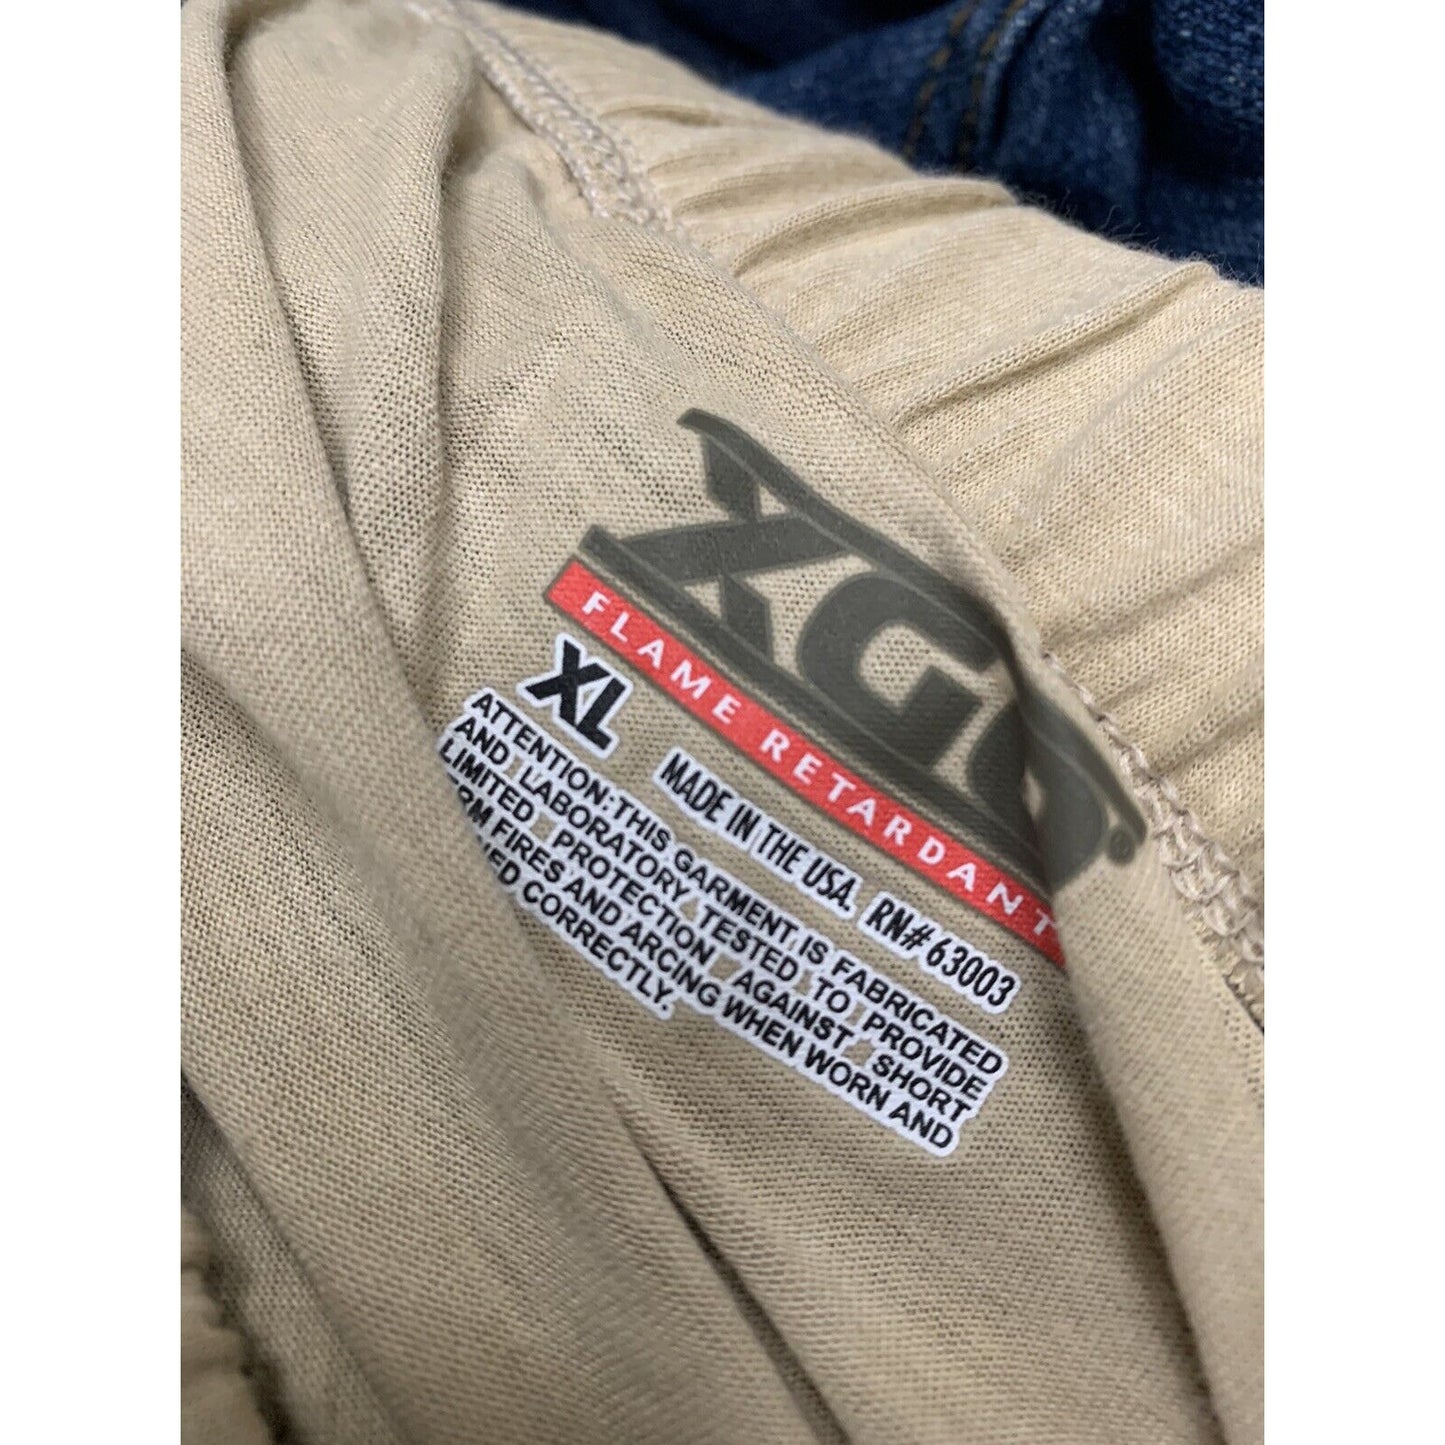 XGO®
FLAME RETARDANT
XL
MADE IN THE USA. RN# 63003
ATTENTION: THIS GARMENT IS FABRICATED
AND LABORATORY TESTED TO PROVIDE
LIMITED PROTECTION AGAINST SHORT
FIRES AND ARCING WHEN WORN AND
CORRECTLY.